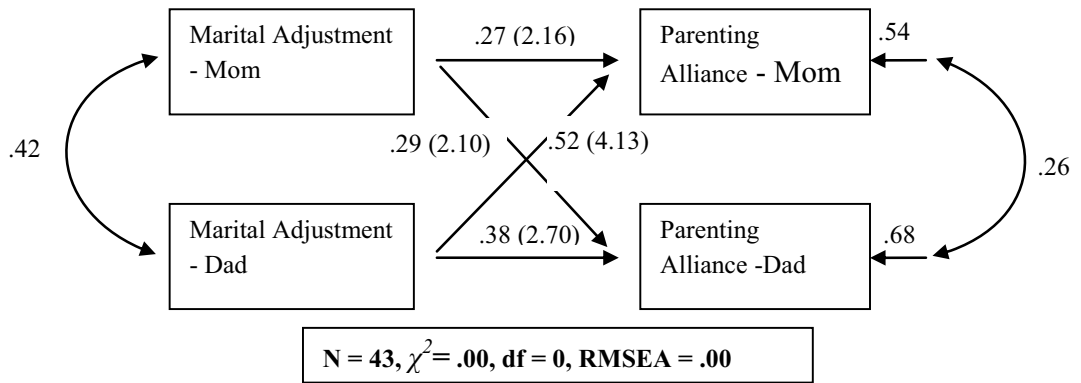 .27 (2.16)
Marital Adjustment
- Mom
Parenting
Alliance - Mom
.54
.42
.29 (2.10)
.52 (4.13)
.26
Marital Adjustment
- Dad
.38 (2.70)
Parenting
Alliance -Dad
.68
N = 43, χ²= .00, df = 0, RMSEA = .00